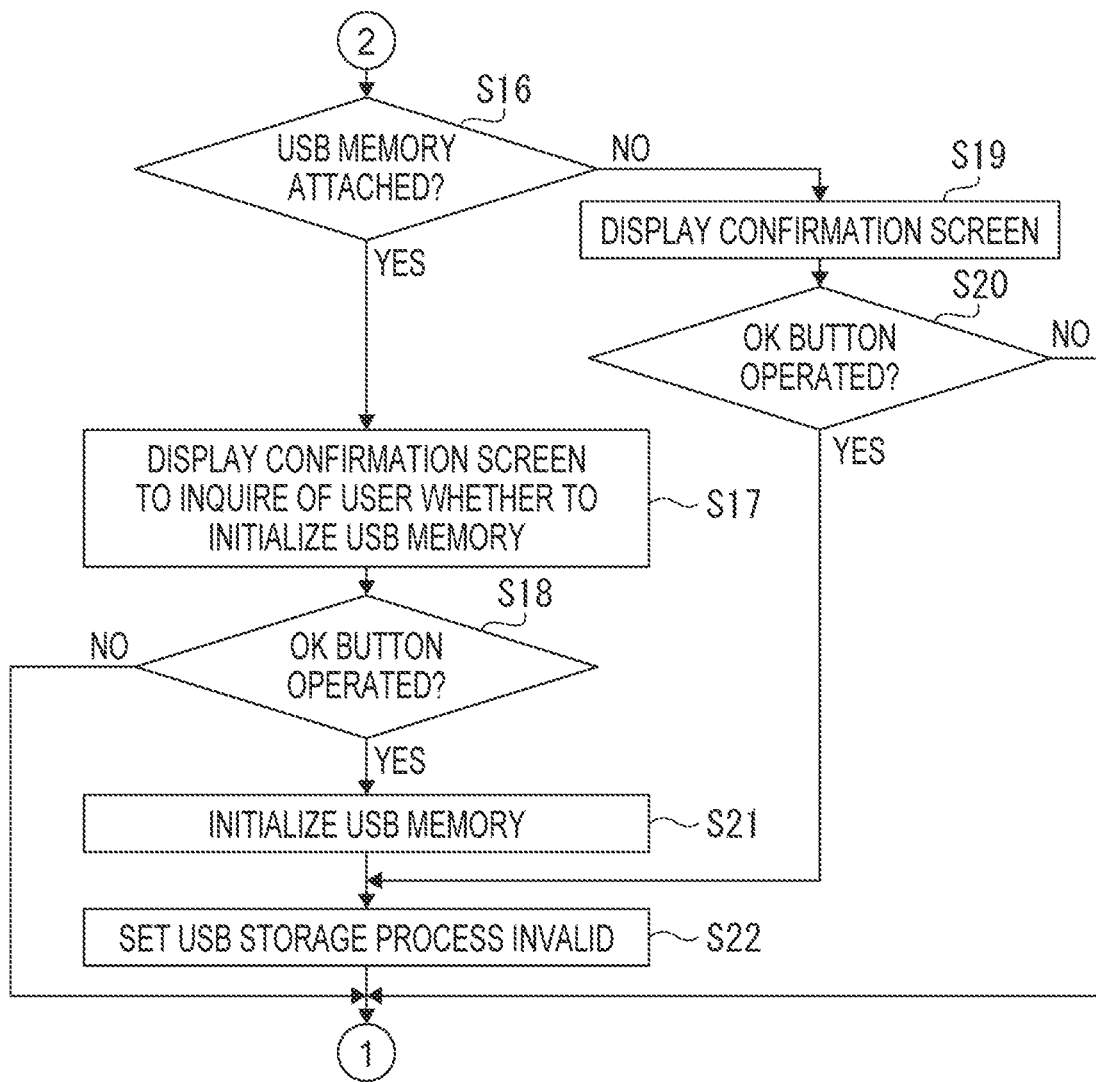 2
S16
USB MEMORY
ATTACHED?
NO
YES
S19
DISPLAY CONFIRMATION SCREEN
S20
OK BUTTON
OPERATED?
NO
YES
DISPLAY CONFIRMATION SCREEN
TO INQUIRE OF USER WHETHER TO
INITIALIZE USB MEMORY
S17
S18
NO
OK BUTTON
OPERATED?
YES
INITIALIZE USB MEMORY
S21
SET USB STORAGE PROCESS INVALID
S22
1